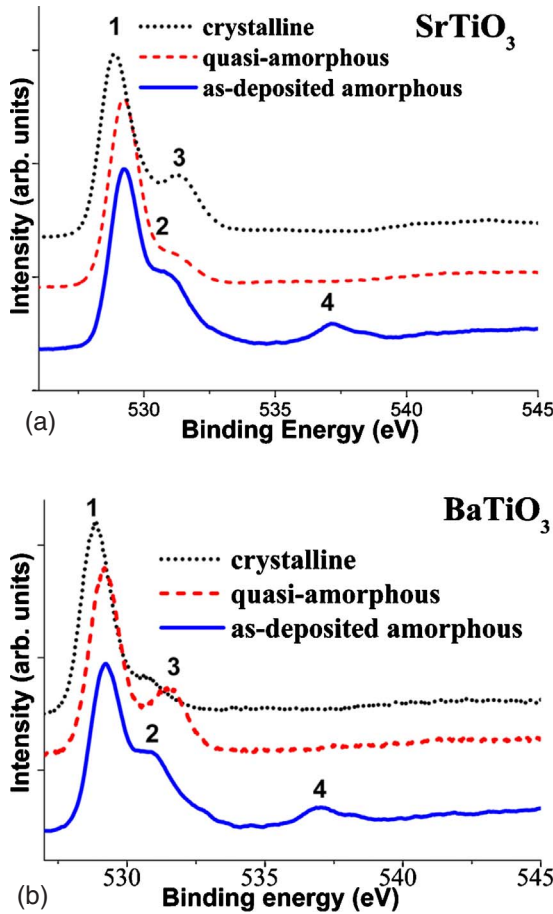 SrTiO3
crystalline
quasi-amorphous
as-deposited amorphous
1
3
2
4
Intensity (arb. units)
530 535 540 545
(a)
Binding Energy (eV)
BaTiO3
crystalline
quasi-amorphous
as-deposited amorphous
1
3
2
4
Intensity (arb. units)
530 535 540 545
(b)
Binding energy (eV)